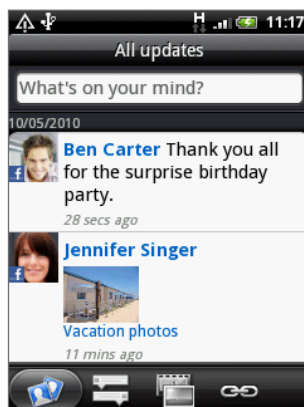 H 11:17
All updates
What's on your mind?
10/05/2010
Ben Carter Thank you all
for the surprise birthday
party.
28 secs ago
Jennifer Singer
Vacation photos
11 mins ago